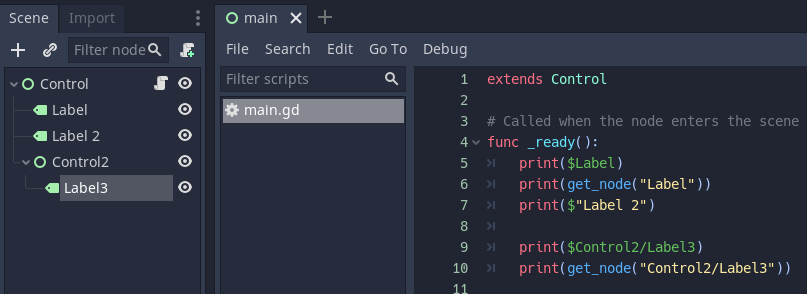 Scene Import
Filter node
Control
Label
Label 2
Control2
Label3
main
File Search Edit Go To Debug
Filter scripts
main.gd
1 extends Control
2
3 # Called when the node enters the scene
4 func _ready():
5 print($Label)
6 print(get_node("Label"))
7 print($"Label 2")
8
9 print($Control2/Label3)
10 print(get_node("Control2/Label3"))
11